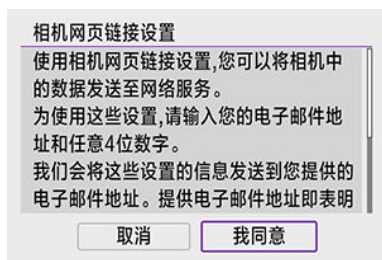 相机网页链接设置
使用相机网页链接设置,您可以将相机中
的数据发送至网络服务。
为使用这些设置,请输入您的电子邮件地
址和任意4位数字。
我们会将这些设置的信息发送到您提供的
电子邮件地址。提供电子邮件地址即表明
取消
我同意